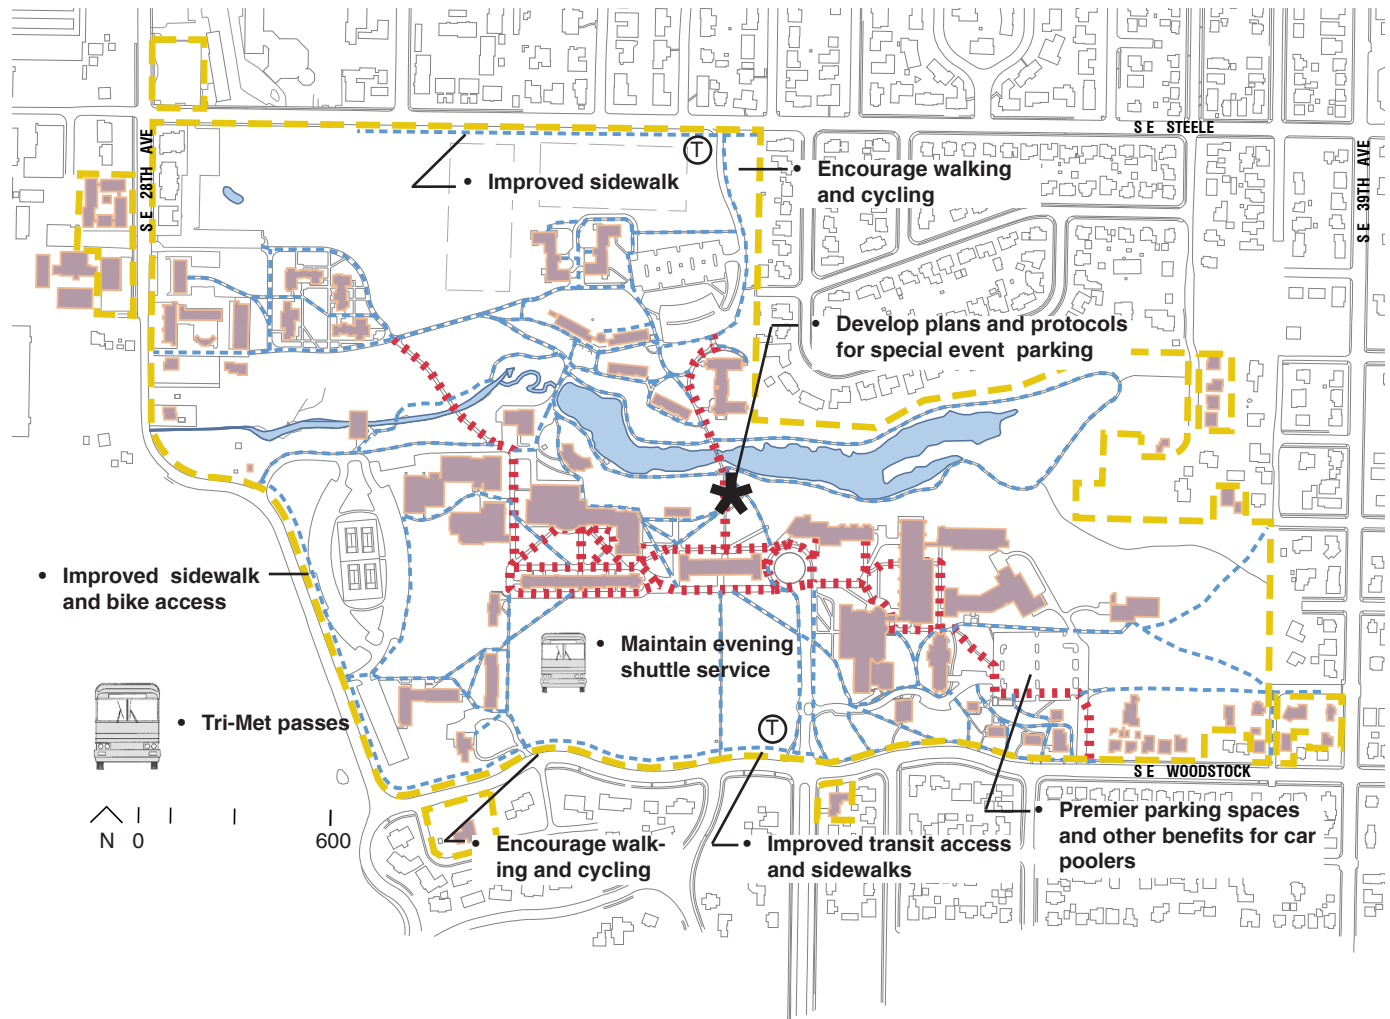 S E STEELE
S E 28TH AVE
S E 39TH AVE
T
• Improved sidewalk
• Encourage walking
and cycling
• Develop plans and protocols
for special event parking
• Improved sidewalk
and bike access
• Maintain evening
shuttle service
• Tri-Met passes
T
S E WOODSTOCK
N 0 600
• Encourage walk-
ing and cycling
• Improved transit access
and sidewalks
• Premier parking spaces
and other benefits for car
poolers